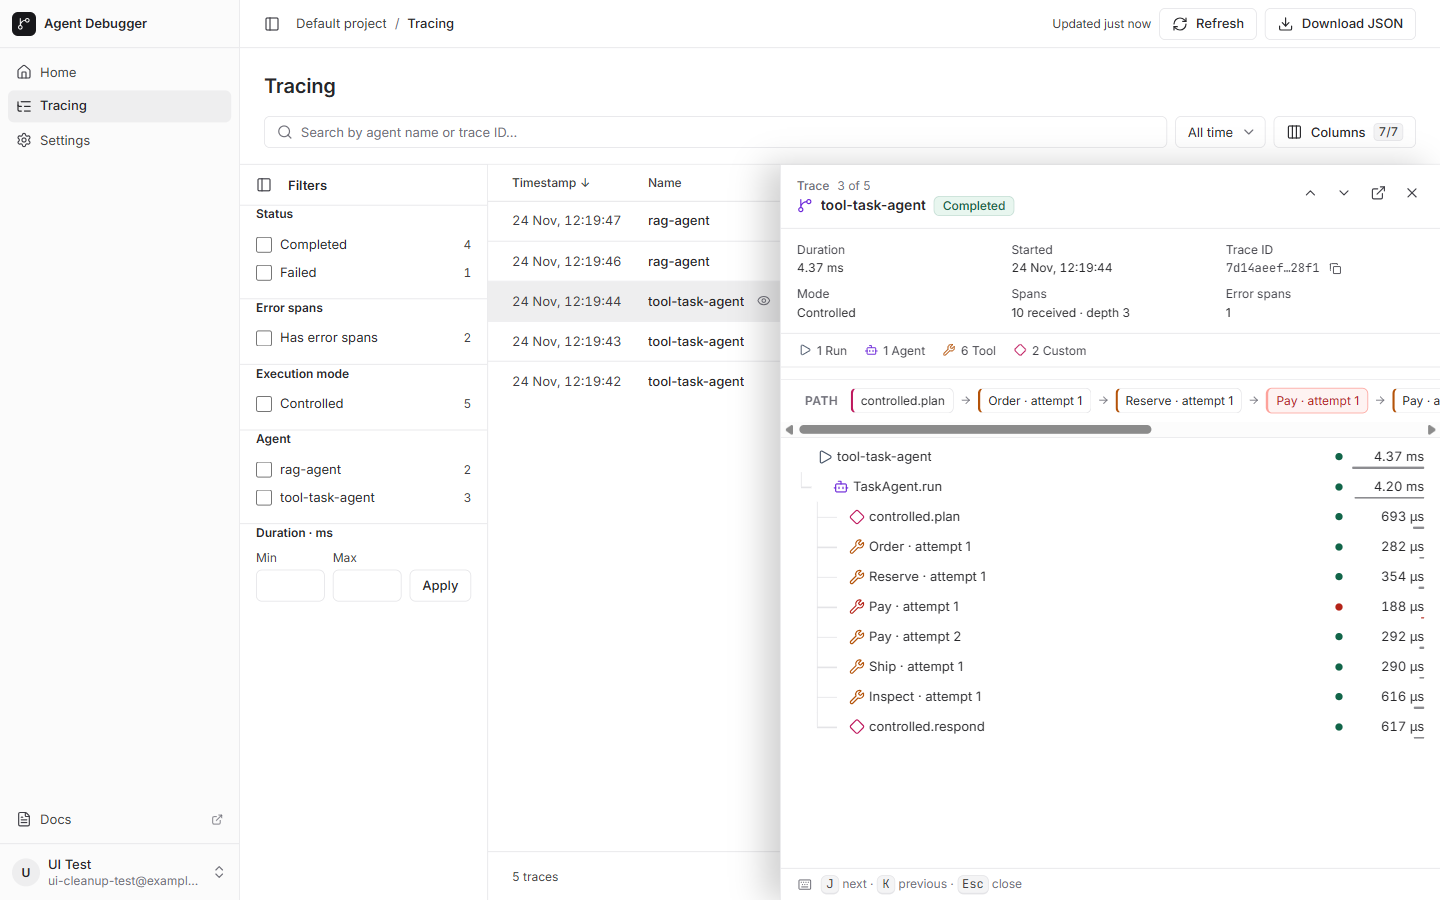 Agent Debugger
Home
Tracing
Settings
Docs
U
UI Test
ui-cleanup-test@exampl...
Default project / Tracing
Updated just now
Refresh
Download JSON
Tracing
Search by agent name or trace ID...
All time
Columns 7/7
Filters
Status
Completed 4
Failed 1
Error spans
Has error spans 2
Execution mode
Controlled 5
Agent
rag-agent 2
tool-task-agent 3
Duration · ms
Min Max
Apply
Timestamp ↓ Name
24 Nov, 12:19:47 rag-agent
24 Nov, 12:19:46 rag-agent
24 Nov, 12:19:44 tool-task-agent
24 Nov, 12:19:43 tool-task-agent
24 Nov, 12:19:42 tool-task-agent
5 traces
Trace 3 of 5
tool-task-agent Completed
Duration Started Trace ID
4.37 ms 24 Nov, 12:19:44 7d14aeef…28f1
Mode Spans Error spans
Controlled 10 received · depth 3 1
1 Run 1 Agent 6 Tool 2 Custom
PATH controlled.plan → Order · attempt 1 → Reserve · attempt 1 → Pay · attempt 1 → Pay · a
tool-task-agent 4.37 ms
TaskAgent.run 4.20 ms
controlled.plan 693 µs
Order · attempt 1 282 µs
Reserve · attempt 1 354 µs
Pay · attempt 1 188 µs
Pay · attempt 2 292 µs
Ship · attempt 1 290 µs
Inspect · attempt 1 616 µs
controlled.respond 617 µs
J next · K previous · Esc close